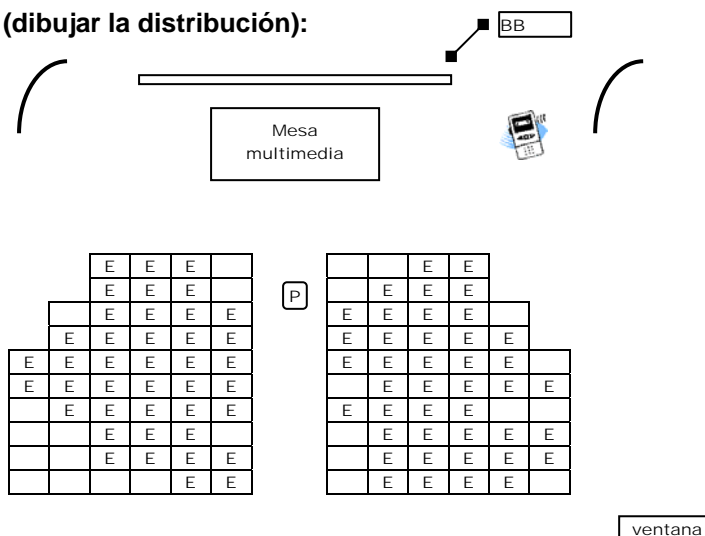 (dibujar la distribución):
BB
Mesa
multimedia
E E E E E
E E E P E E E
E E E E E E E E
E E E E E E E E E E
E E E E E E E E E E E
E E E E E E E E E E E
E E E E E E E E E
E E E E E E E E
E E E E E E E E E
E E E E E E
ventana